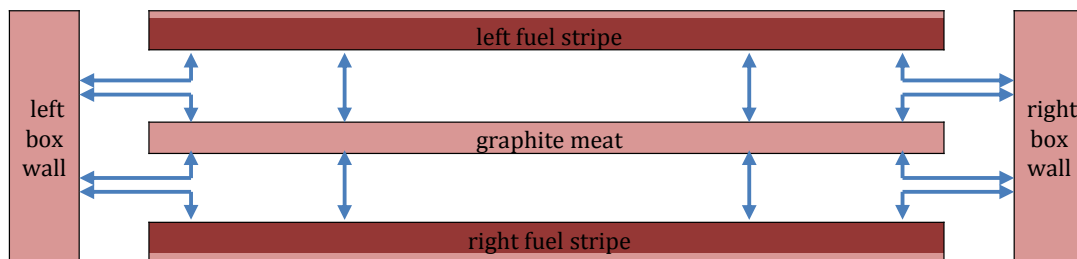 left fuel stripe
left
box
wall
graphite meat
right
box
wall
right fuel stripe